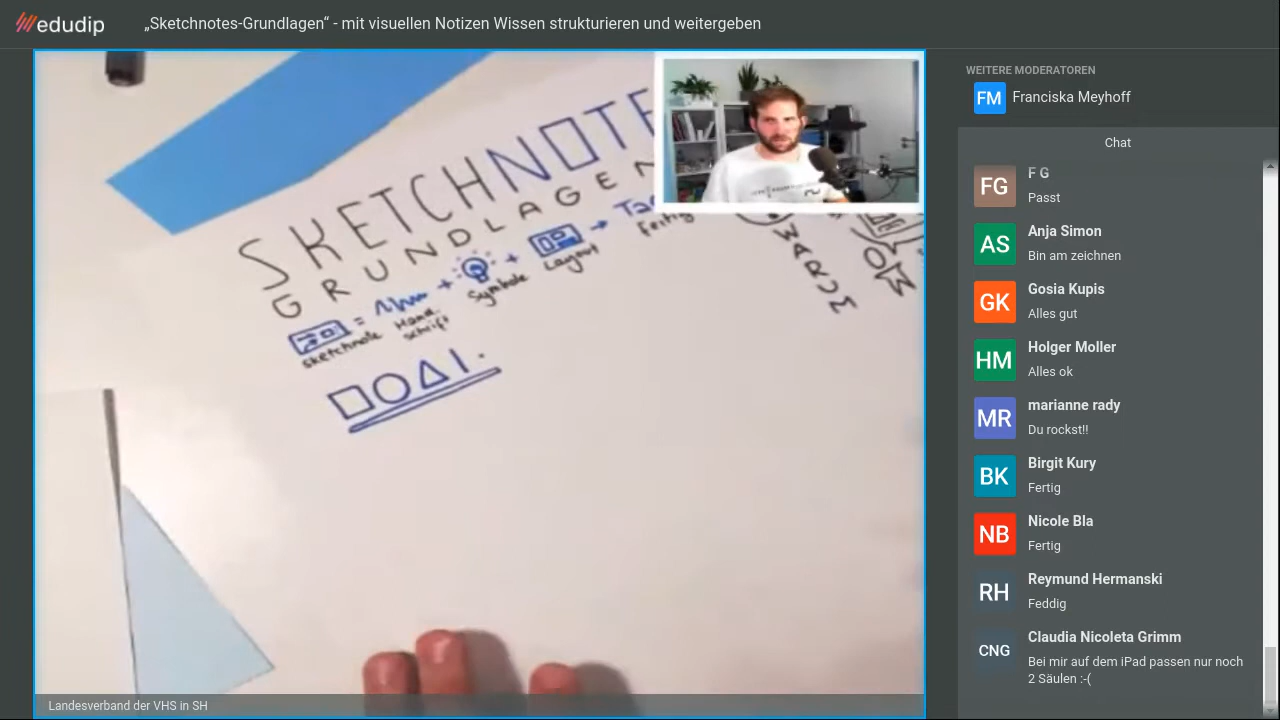 edudip
„Sketchnotes-Grundlagen“ - mit visuellen Notizen Wissen strukturieren und weitergeben
SKETCHNOTE
GRUNDLAGEN
= + + →
sketchnote Hand-
schrift Symbole Layout Fertig
WARUM
Landesverband der VHS in SH
WEITERE MODERATOREN
FM Franciska Meyhoff
Chat
FG F G
Passt
AS Anja Simon
Bin am zeichnen
GK Gosia Kupis
Alles gut
HM Holger Moller
Alles ok
MR marianne rady
Du rockst!!
BK Birgit Kury
Fertig
NB Nicole Bla
Fertig
RH Reymund Hermanski
Feddig
CNG Claudia Nicoleta Grimm
Bei mir auf dem iPad passen nur noch
2 Säulen :-(